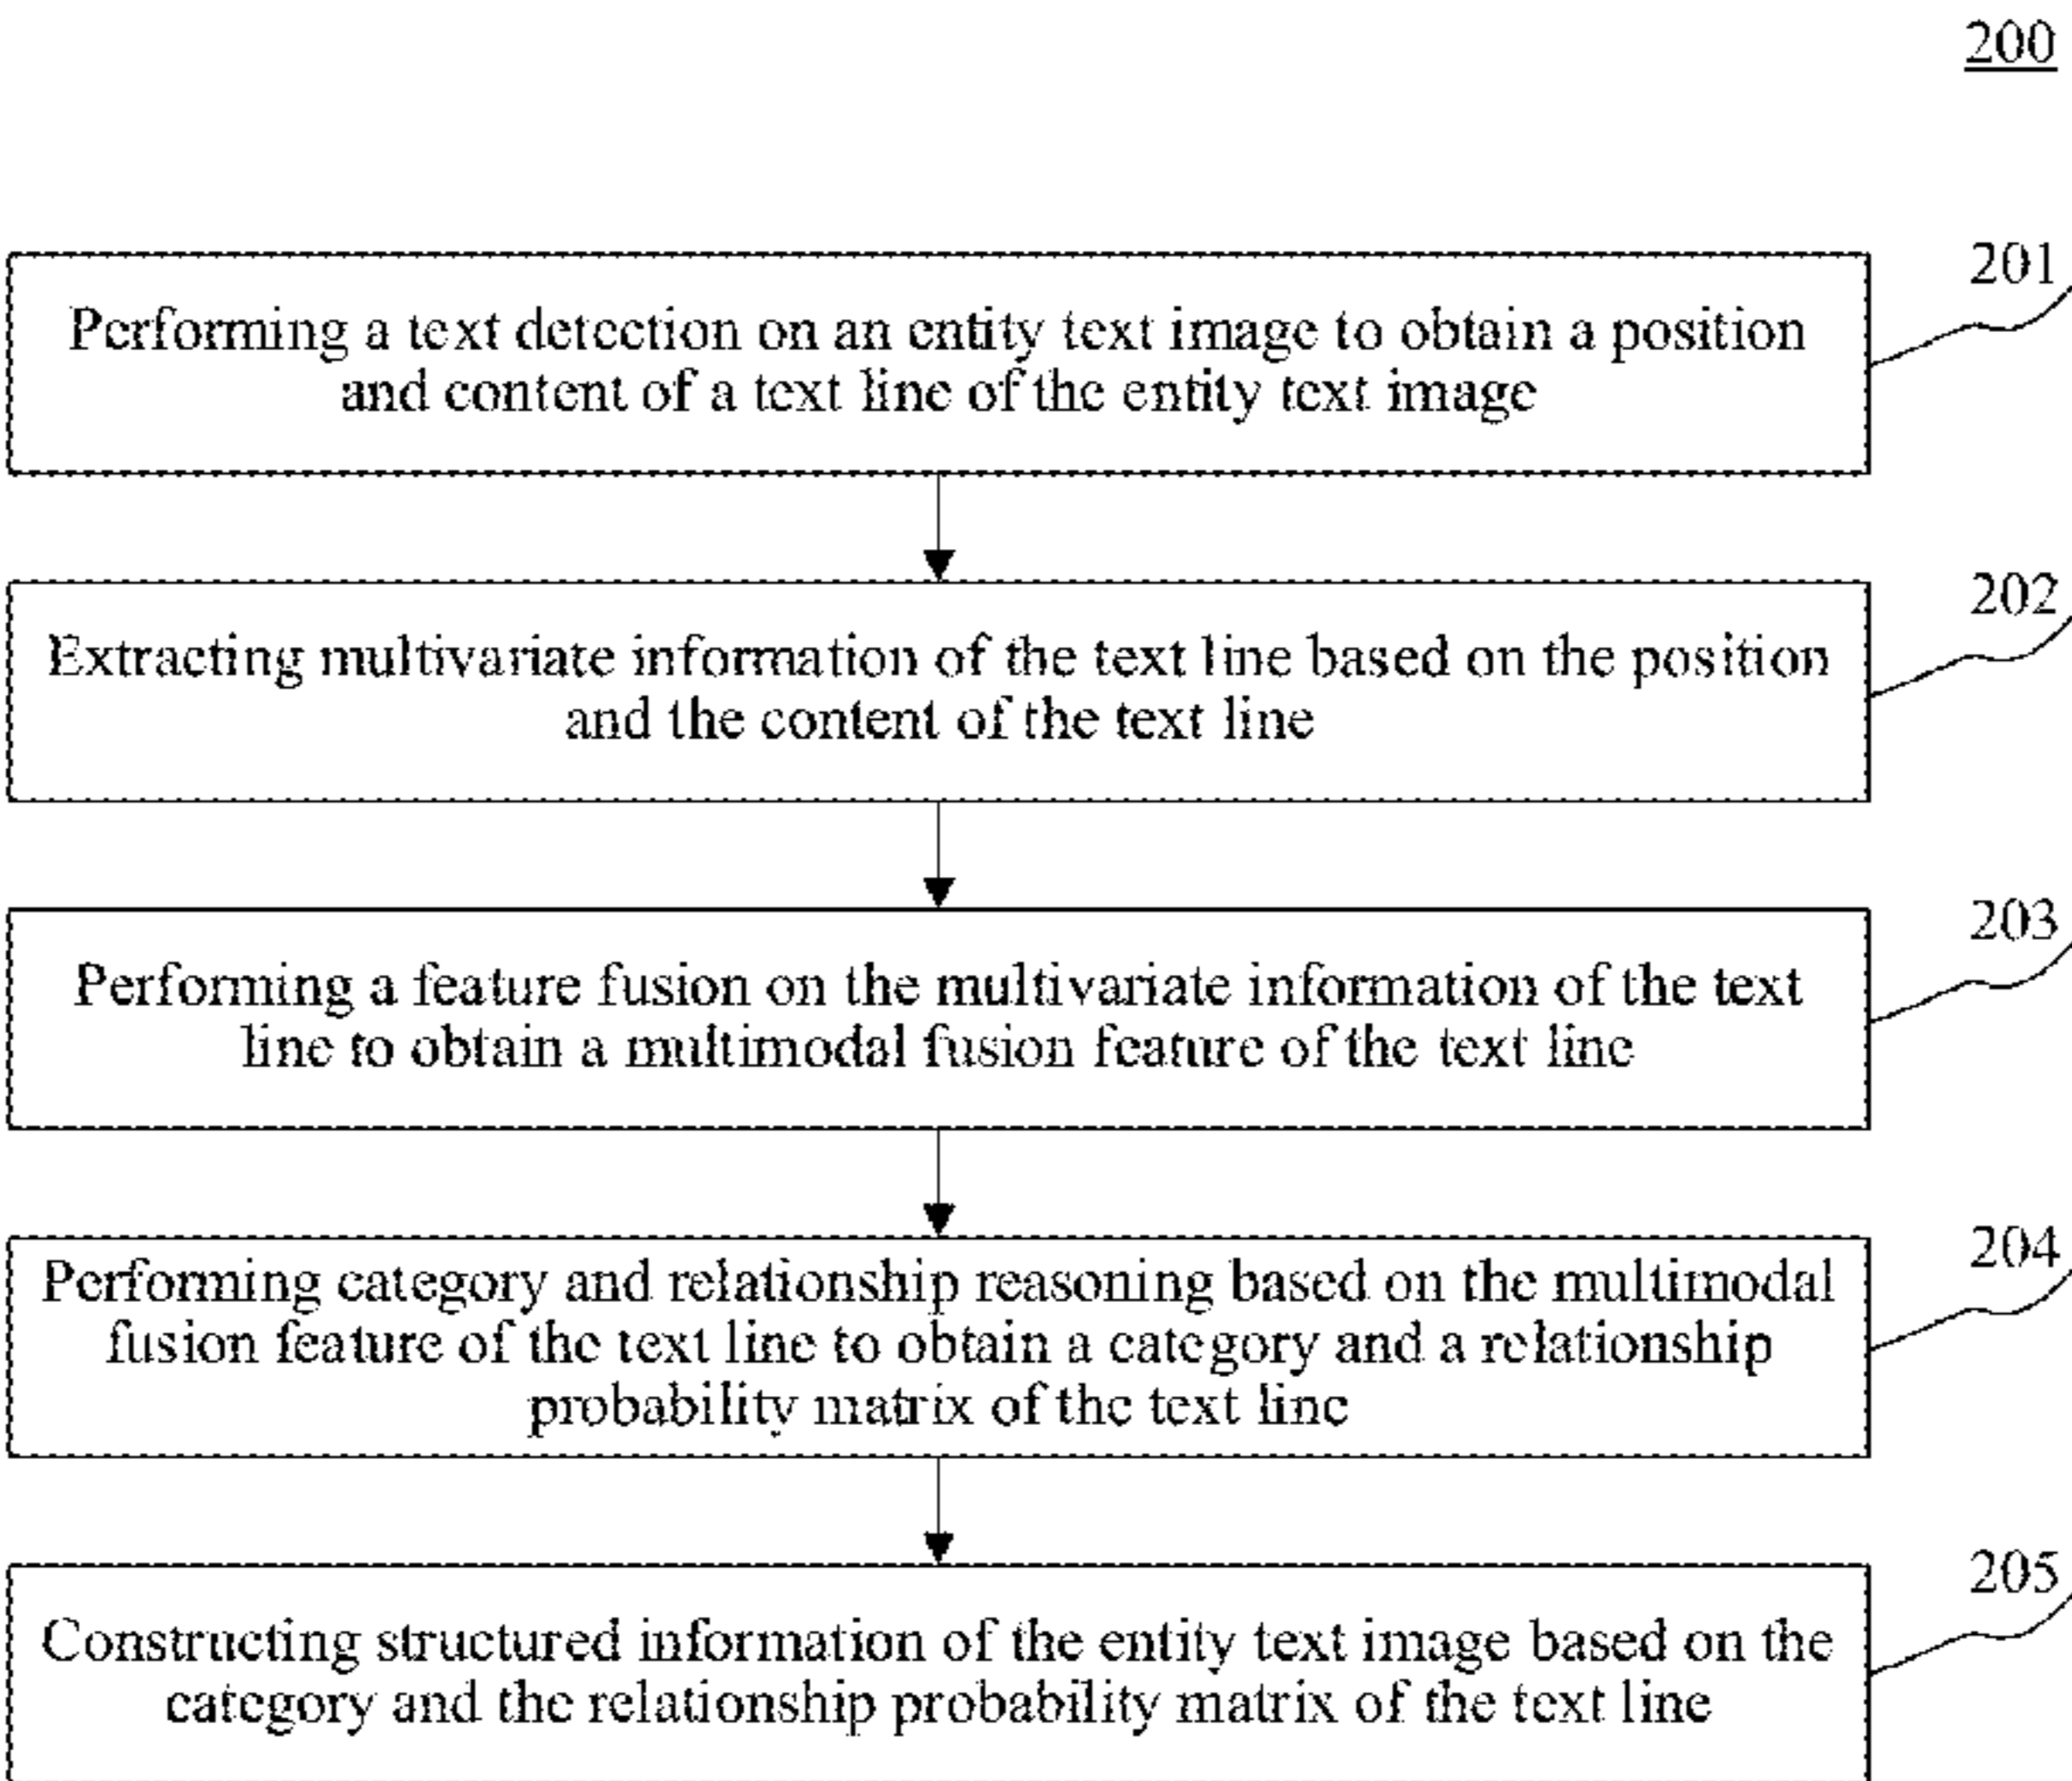 200
201
Performing a text detection on an entity text image to obtain a position
and content of a text line of the entity text image
202
Extracting multivariate information of the text line based on the position
and the content of the text line
203
Performing a feature fusion on the multivariate information of the text
line to obtain a multimodal fusion feature of the text line
204
Performing category and relationship reasoning based on the multimodal
fusion feature of the text line to obtain a category and a relationship
probability matrix of the text line
205
Constructing structured information of the entity text image based on the
category and the relationship probability matrix of the text line